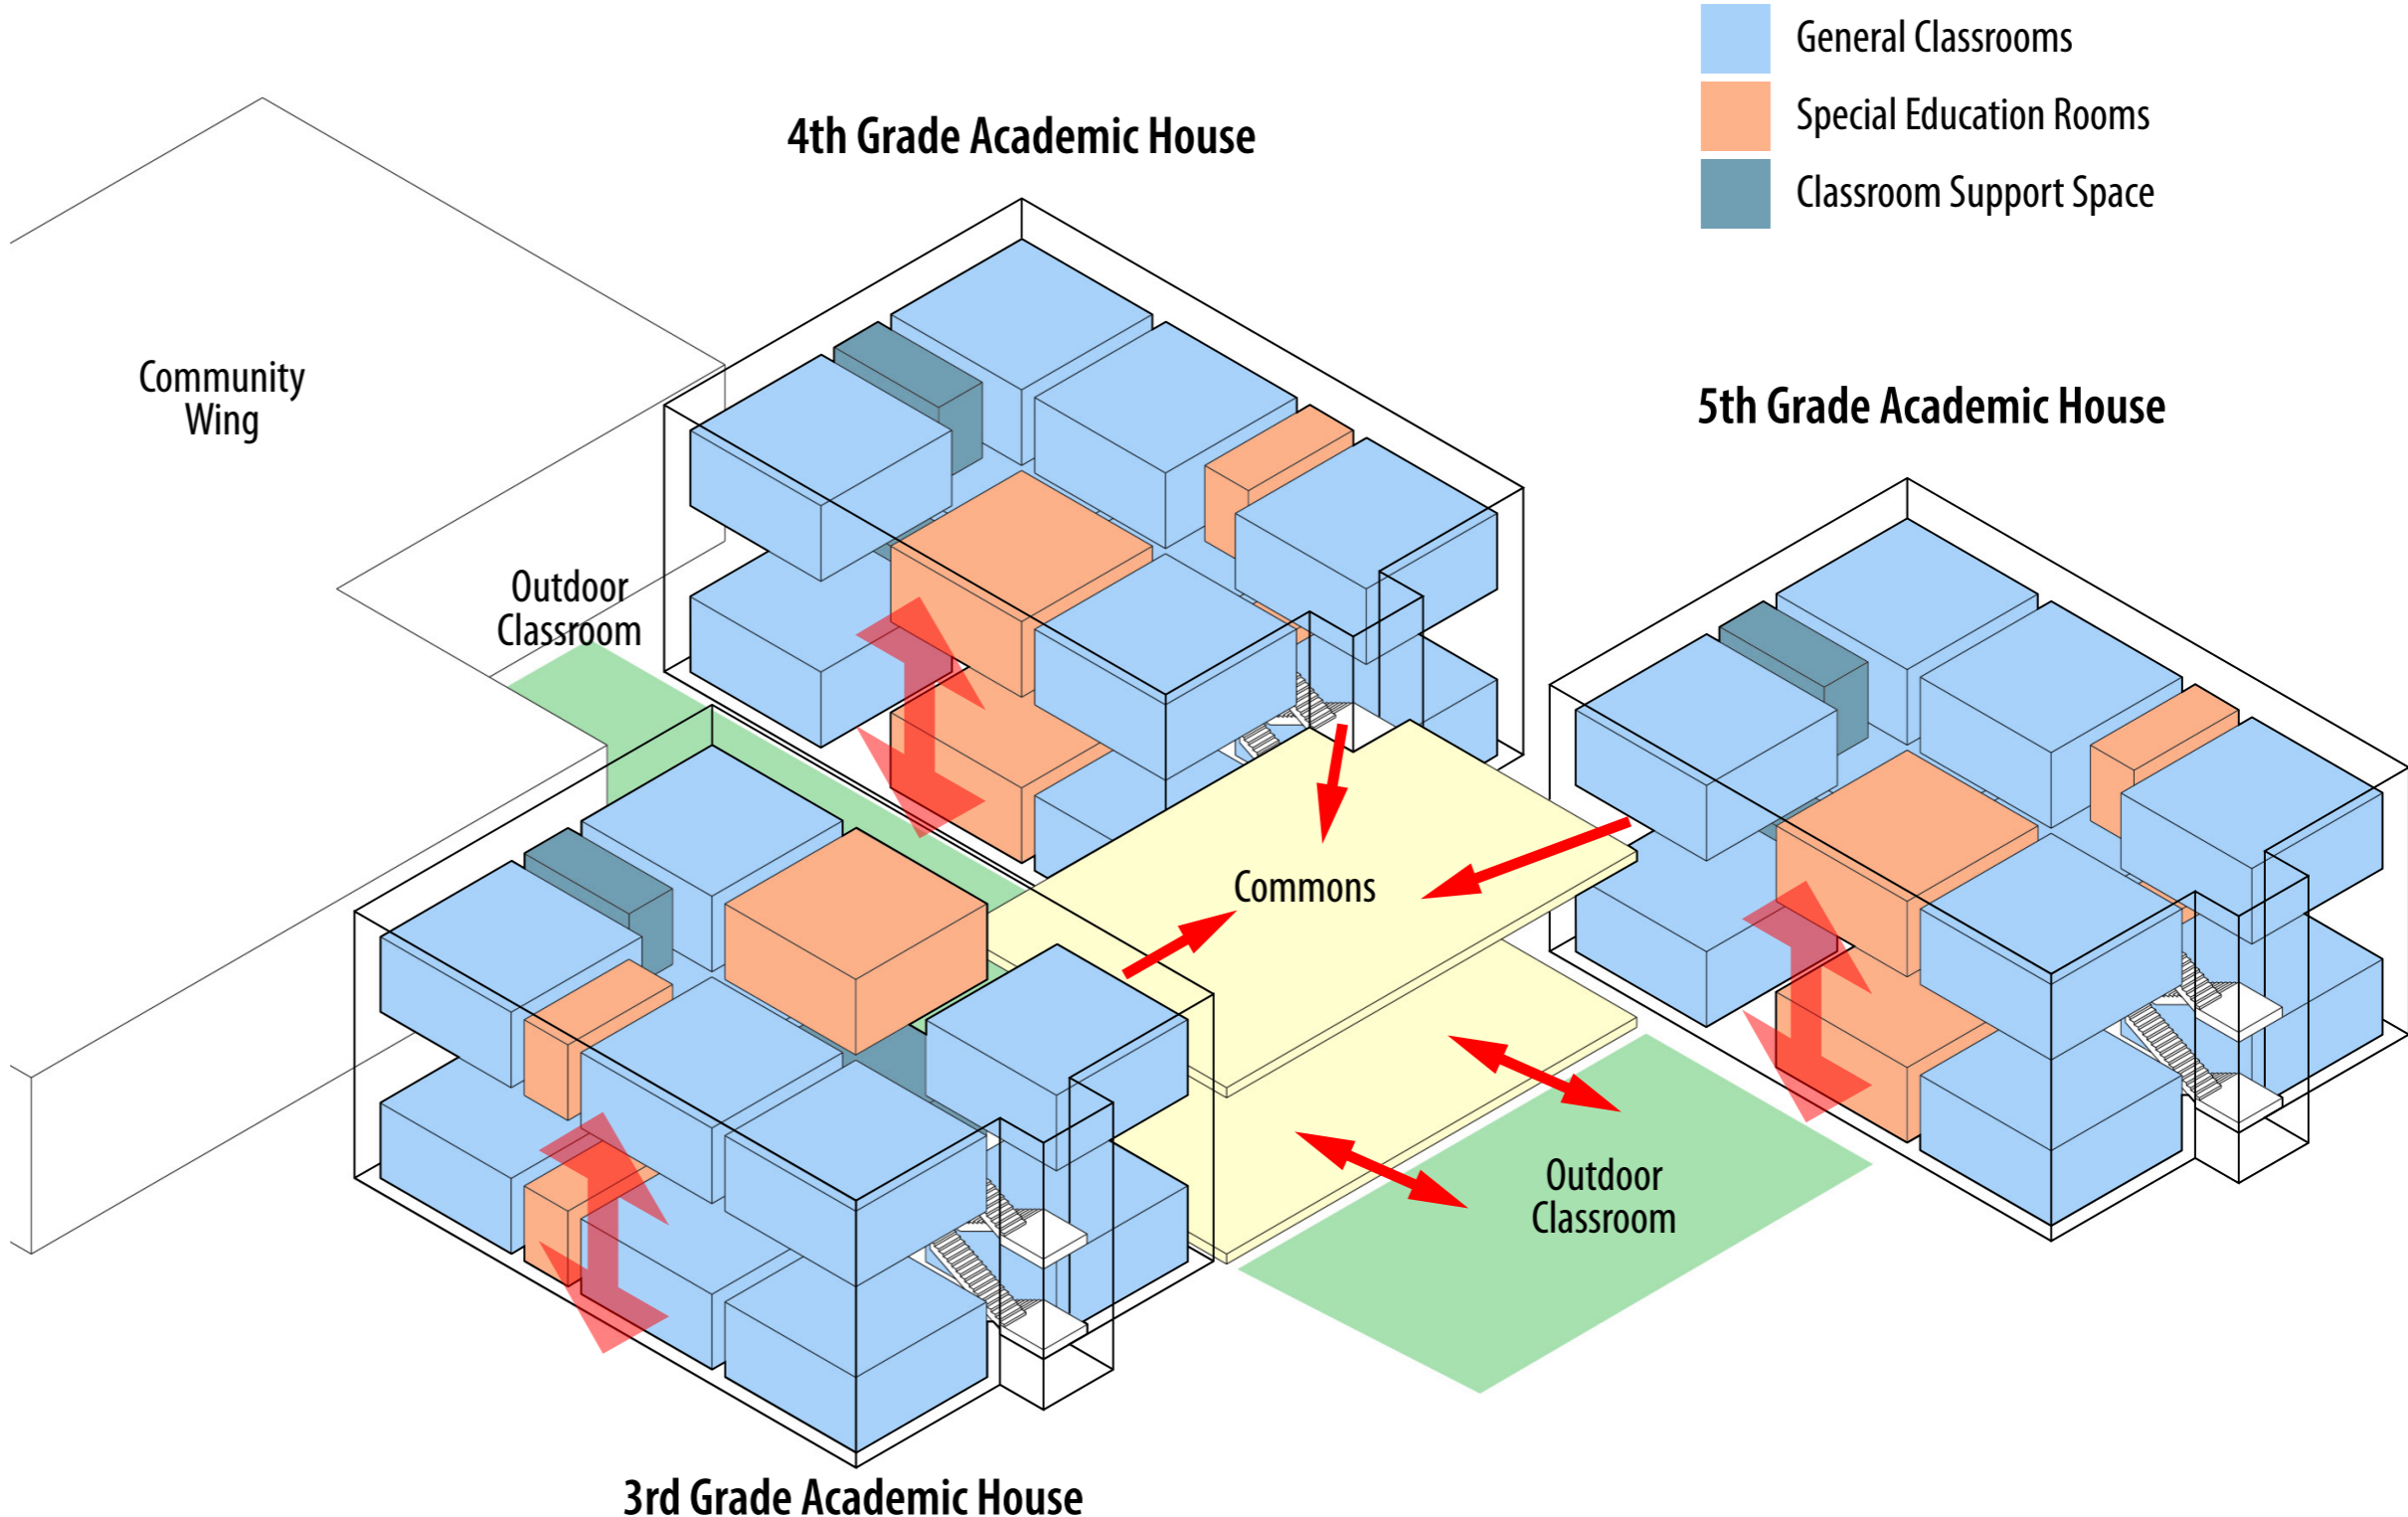 General Classrooms
Special Education Rooms
Classroom Support Space
4th Grade Academic House
Community
Wing
5th Grade Academic House
Outdoor
Classroom
Commons
Outdoor
Classroom
3rd Grade Academic House